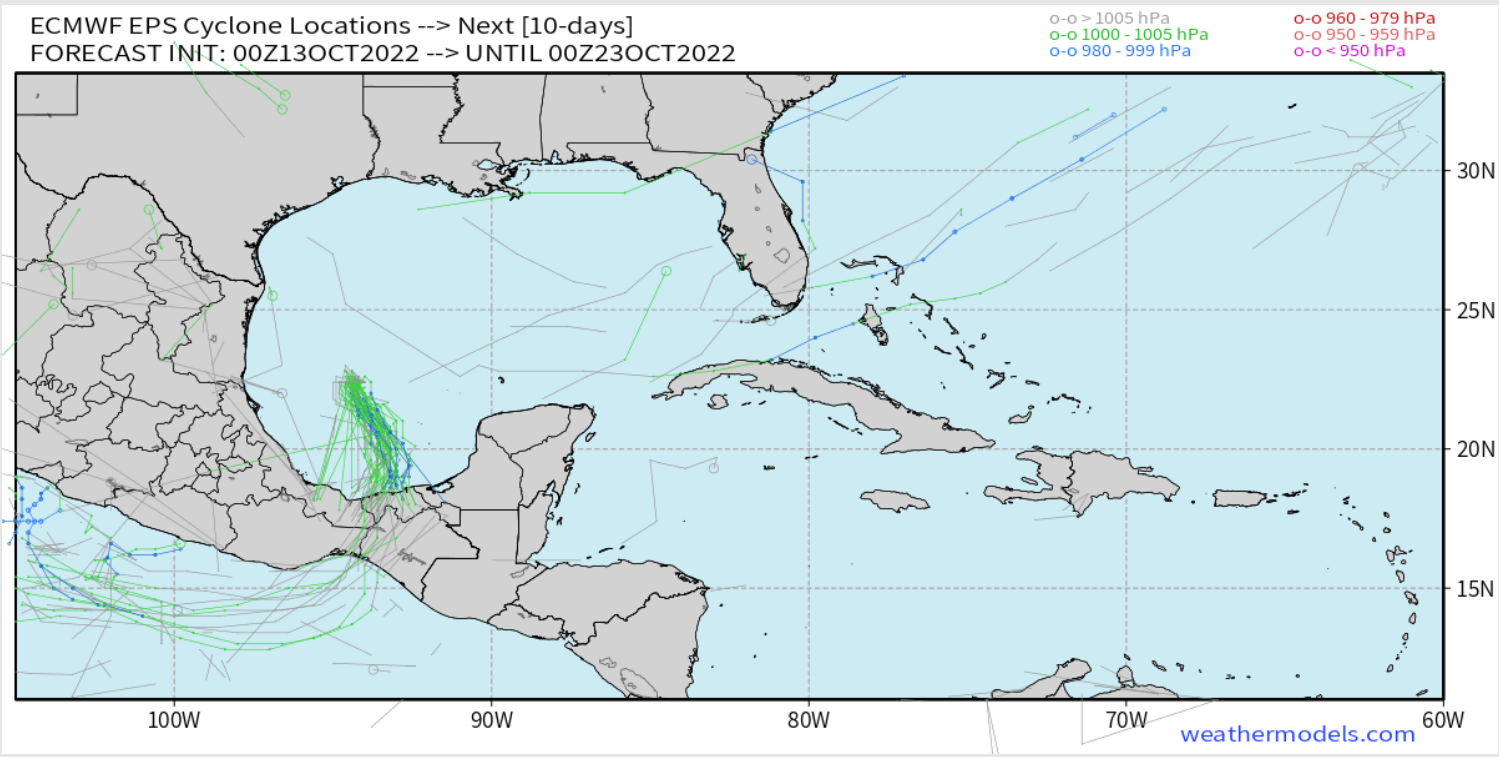 ECMWF EPS Cyclone Locations --> Next [10-days]
FORECAST INIT: 00Z13OCT2022 --> UNTIL 00Z23OCT2022
o-o > 1005 hPa
o-o 1000 - 1005 hPa
o-o 980 - 999 hPa
o-o 960 - 979 hPa
o-o 950 - 959 hPa
o-o < 950 hPa
30N
25N
20N
15N
100W
90W
80W
70W
60W
weathermodels.com